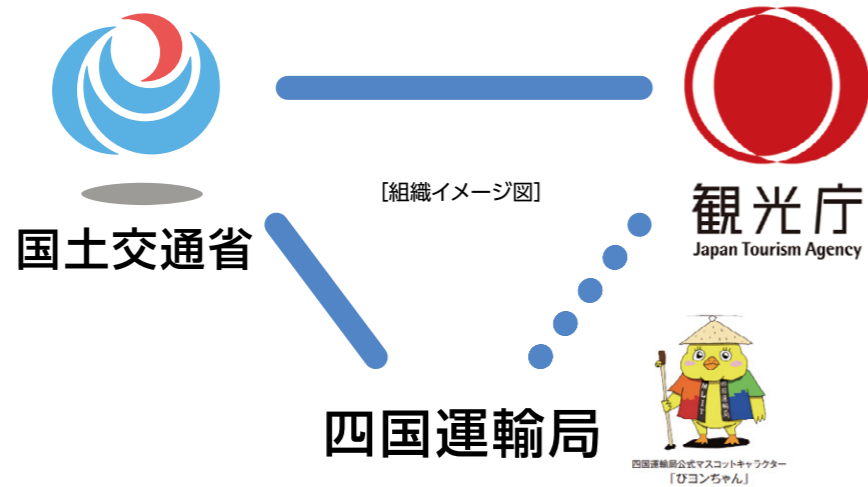 [組織イメージ図]
国土交通省
観光庁
Japan Tourism Agency
四国運輸局
四国運輸局公式マスコットキャラクター
「ぴヨンちゃん」